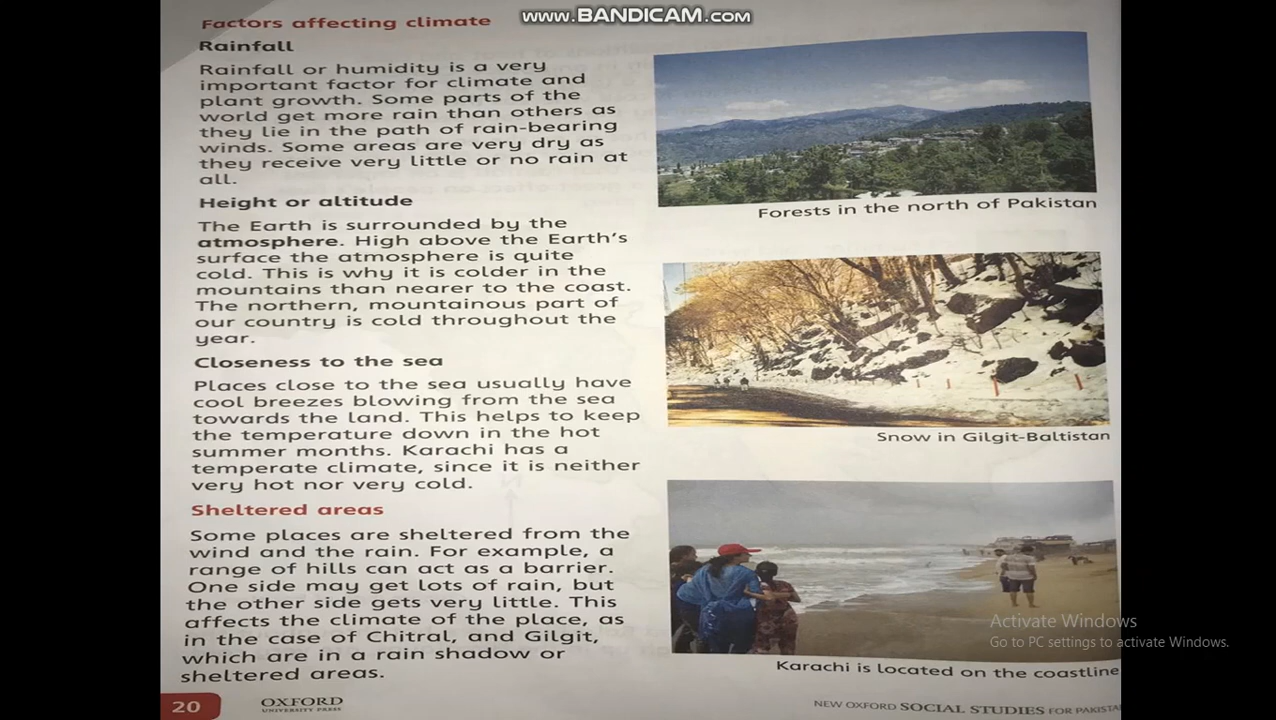 www.BANDICAM.com
Factors affecting climate
Rainfall
Rainfall or humidity is a very
important factor for climate and
plant growth. Some parts of the
world get more rain than others as
they lie in the path of rain-bearing
winds. Some areas are very dry as
they receive very little or no rain at
all.
Height or altitude
The Earth is surrounded by the
atmosphere. High above the Earth's
surface the atmosphere is quite
cold. This is why it is colder in the
mountains than nearer to the coast.
The northern, mountainous part of
our country is cold throughout the
year.
Closeness to the sea
Places close to the sea usually have
cool breezes blowing from the sea
towards the land. This helps to keep
the temperature down in the hot
summer months. Karachi has a
temperate climate, since it is neither
very hot nor very cold.
Sheltered areas
Some places are sheltered from the
wind and the rain. For example, a
range of hills can act as a barrier.
One side may get lots of rain, but
the other side gets very little. This
affects the climate of the place, as
in the case of Chitral, and Gilgit,
which are in a rain shadow or
sheltered areas.
Forests in the north of Pakistan
Snow in Gilgit-Baltistan
Karachi is located on the coastline
Activate Windows
Go to PC settings to activate Windows.
20
OXFORD
UNIVERSITY PRESS
NEW OXFORD SOCIAL STUDIES FOR PAKISTA